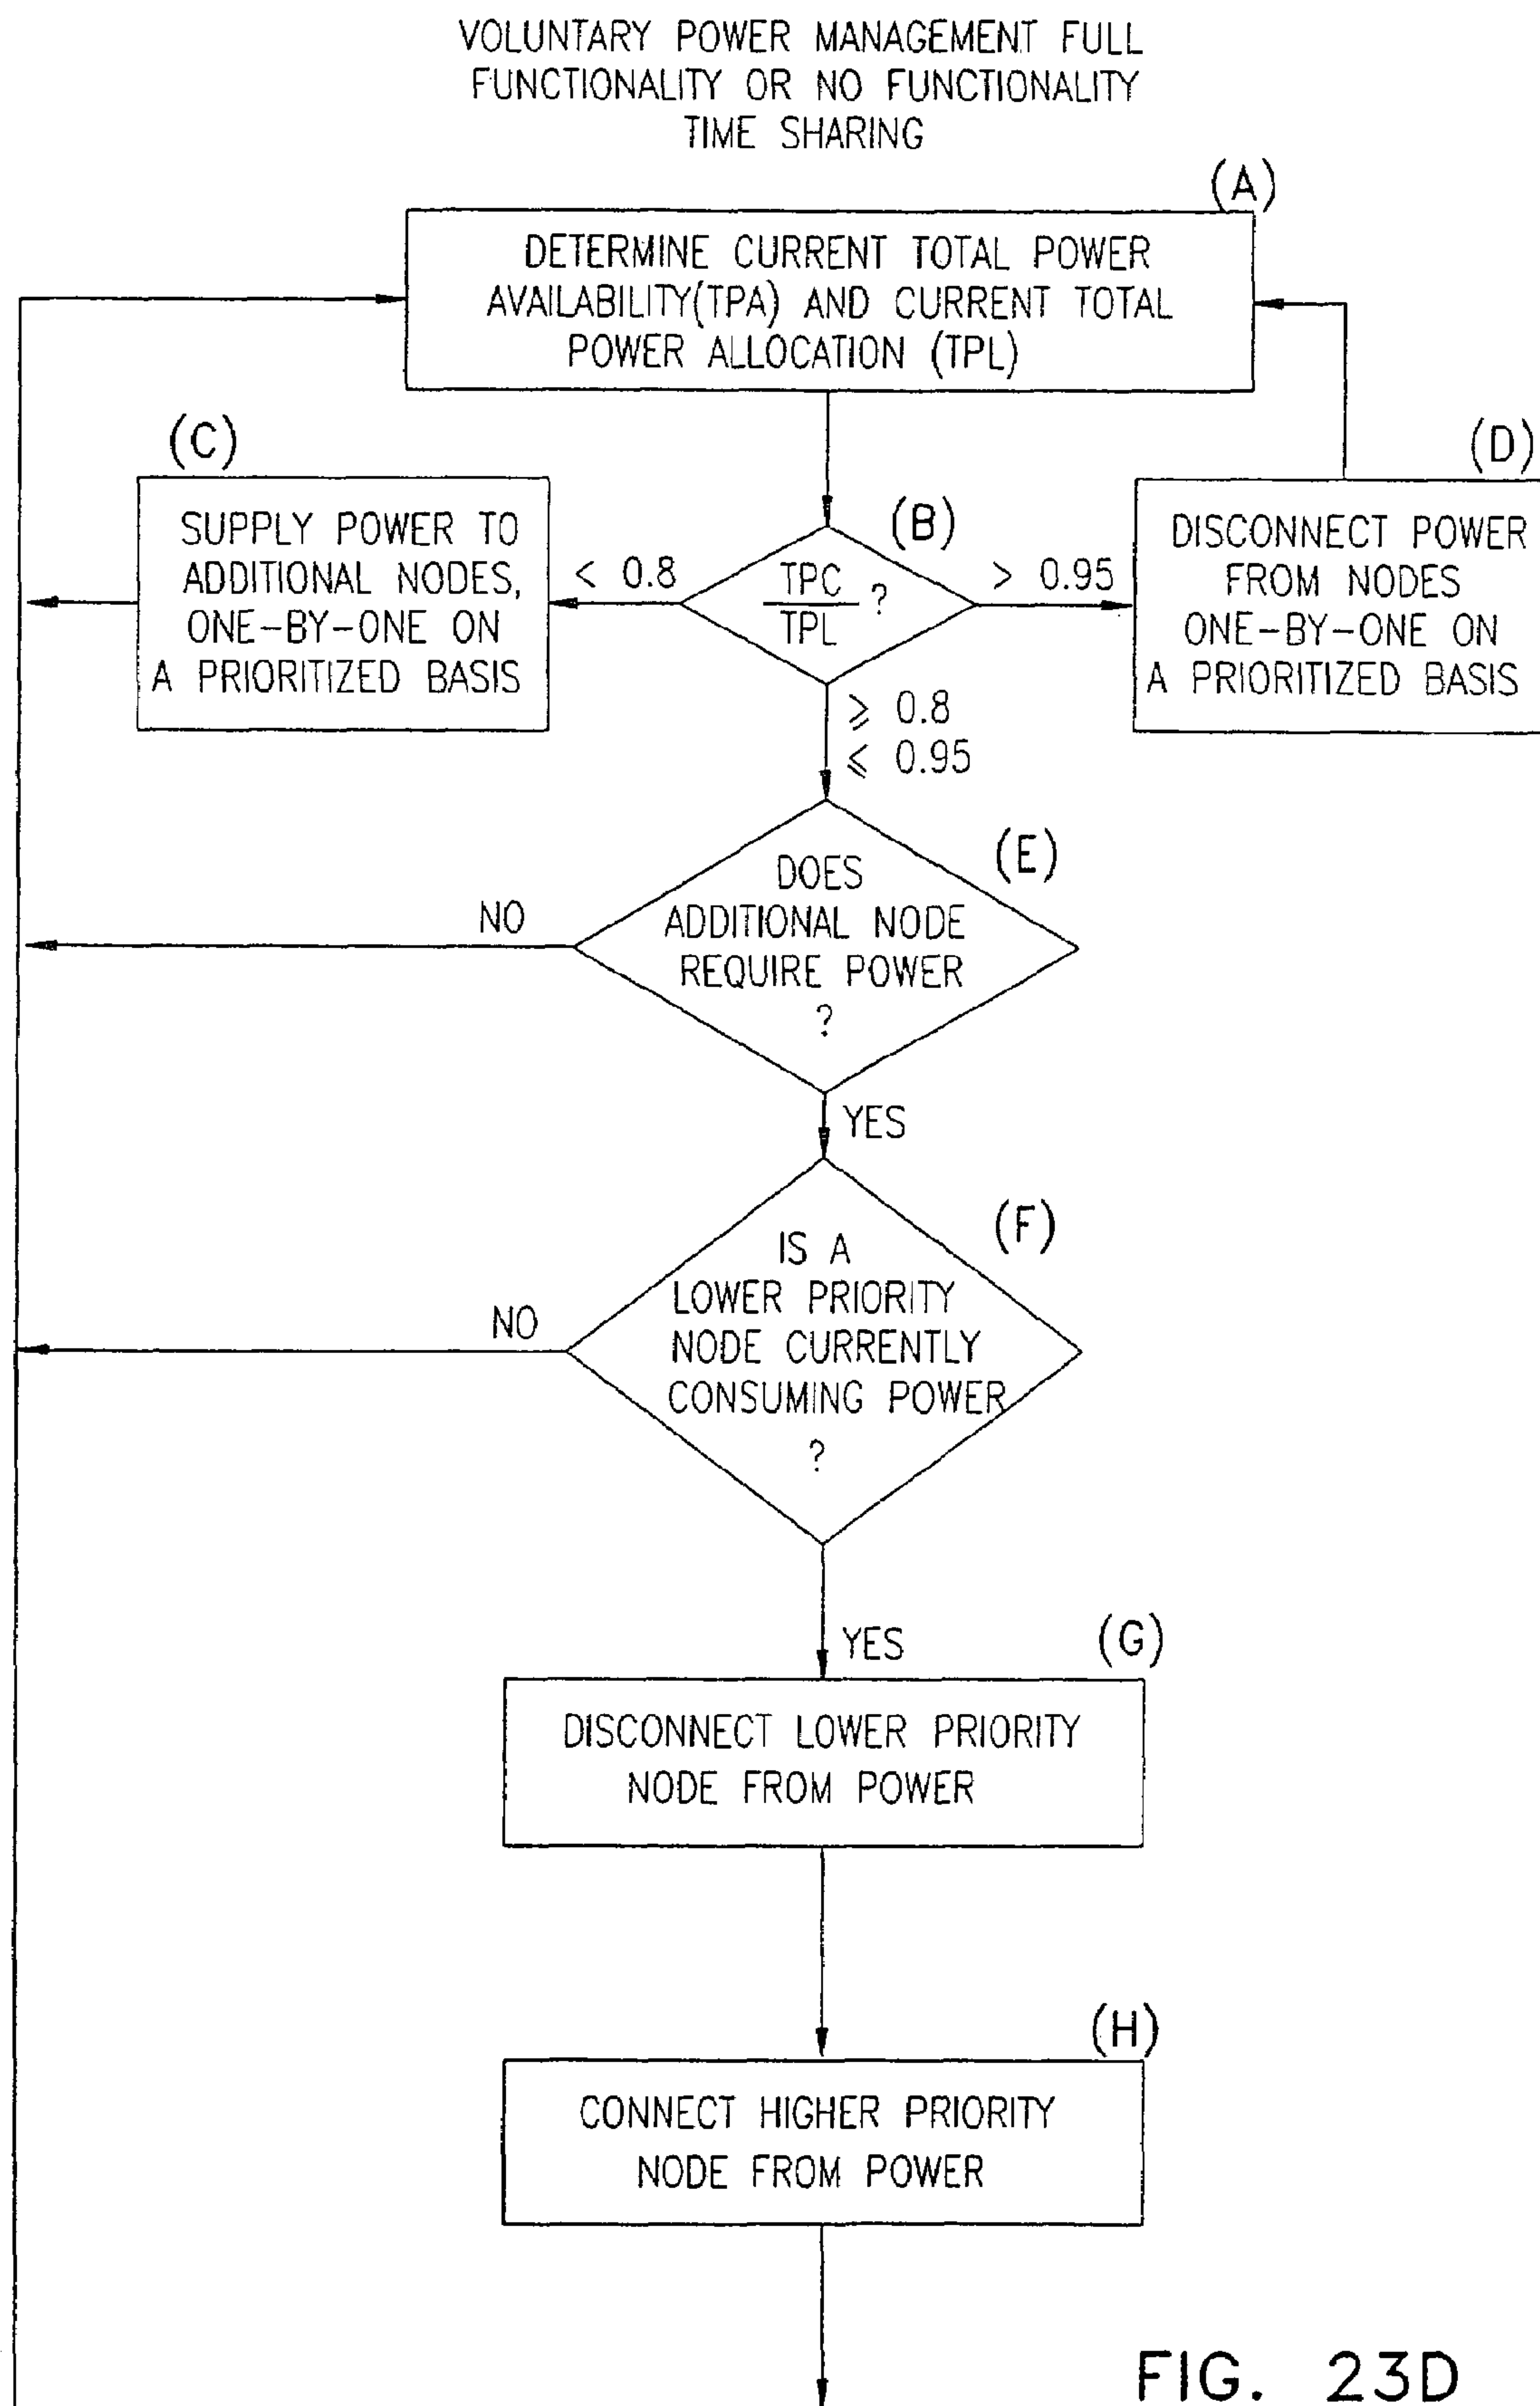 VOLUNTARY POWER MANAGEMENT FULL
FUNCTIONALITY OR NO FUNCTIONALITY
TIME SHARING
(A)
DETERMINE CURRENT TOTAL POWER
AVAILABILITY(TPA) AND CURRENT TOTAL
POWER ALLOCATION (TPL)
(C)
SUPPLY POWER TO
ADDITIONAL NODES,
ONE-BY-ONE ON
A PRIORITIZED BASIS
< 0.8
(B)
TPC
TPL
?
> 0.95
(D)
DISCONNECT POWER
FROM NODES
ONE-BY-ONE ON
A PRIORITIZED BASIS
≥ 0.8
≤ 0.95
(E)
DOES
ADDITIONAL NODE
REQUIRE POWER
?
NO
YES
(F)
IS A
LOWER PRIORITY
NODE CURRENTLY
CONSUMING POWER
?
NO
YES
(G)
DISCONNECT LOWER PRIORITY
NODE FROM POWER
(H)
CONNECT HIGHER PRIORITY
NODE FROM POWER
FIG. 23D